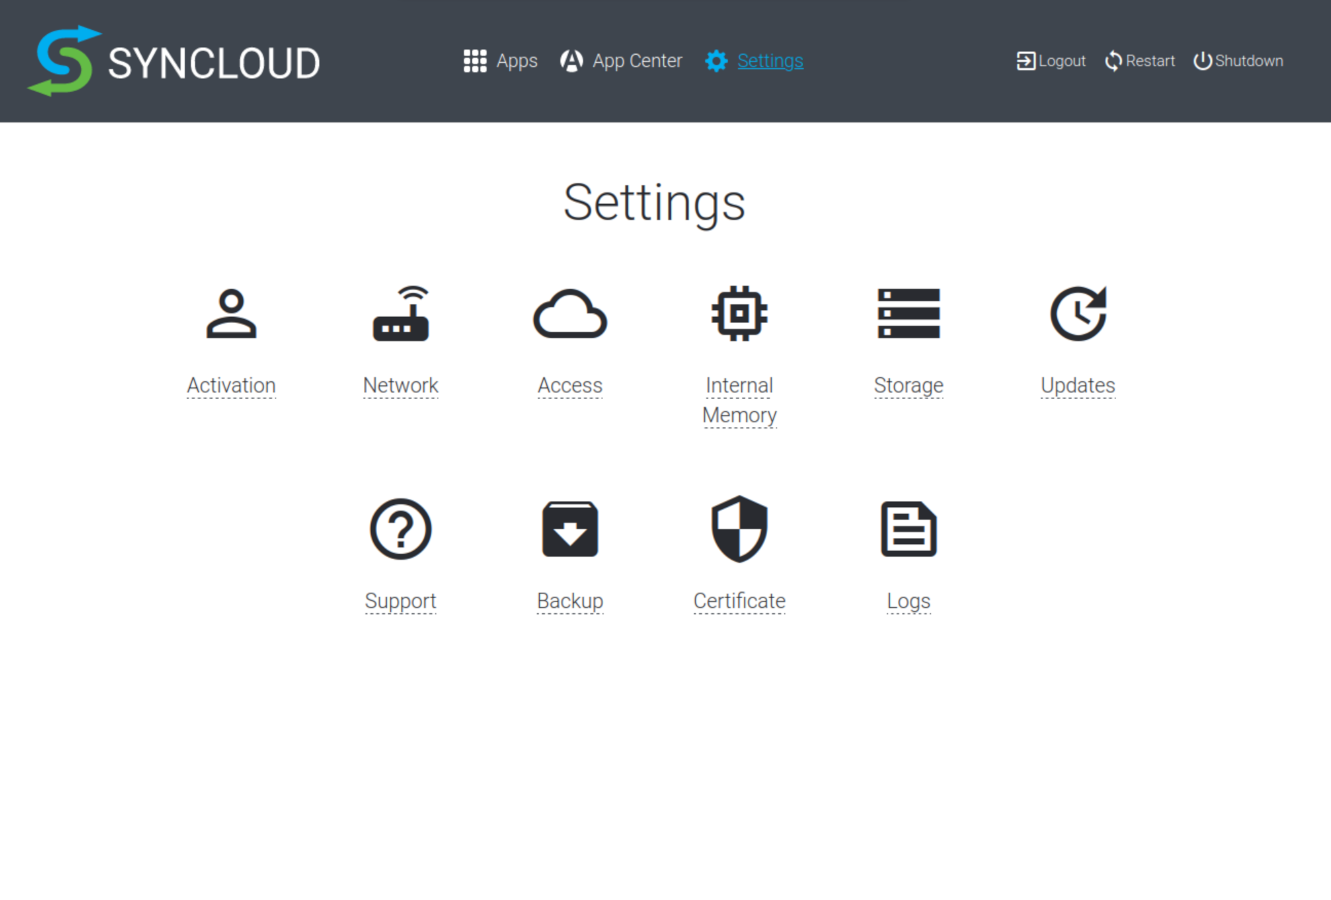 SYNCLOUD
Apps App Center Settings
Logout Restart Shutdown
Settings
Activation Network Access Internal Memory Storage Updates
Support Backup Certificate Logs